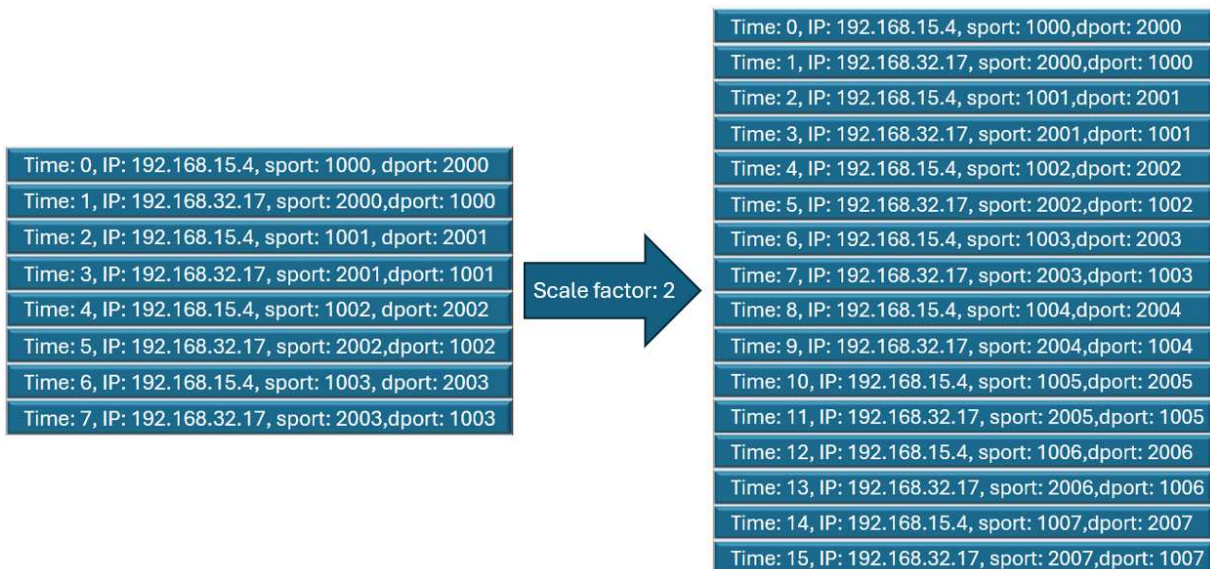 Time: 0, IP: 192.168.15.4, sport: 1000, dport: 2000
Time: 1, IP: 192.168.32.17, sport: 2000,dport: 1000
Time: 2, IP: 192.168.15.4, sport: 1001, dport: 2001
Time: 3, IP: 192.168.32.17, sport: 2001,dport: 1001
Time: 4, IP: 192.168.15.4, sport: 1002, dport: 2002
Time: 5, IP: 192.168.32.17, sport: 2002,dport: 1002
Time: 6, IP: 192.168.15.4, sport: 1003, dport: 2003
Time: 7, IP: 192.168.32.17, sport: 2003,dport: 1003
Scale factor: 2
Time: 0, IP: 192.168.15.4, sport: 1000,dport: 2000
Time: 1, IP: 192.168.32.17, sport: 2000,dport: 1000
Time: 2, IP: 192.168.15.4, sport: 1001,dport: 2001
Time: 3, IP: 192.168.32.17, sport: 2001,dport: 1001
Time: 4, IP: 192.168.15.4, sport: 1002,dport: 2002
Time: 5, IP: 192.168.32.17, sport: 2002,dport: 1002
Time: 6, IP: 192.168.15.4, sport: 1003,dport: 2003
Time: 7, IP: 192.168.32.17, sport: 2003,dport: 1003
Time: 8, IP: 192.168.15.4, sport: 1004,dport: 2004
Time: 9, IP: 192.168.32.17, sport: 2004,dport: 1004
Time: 10, IP: 192.168.15.4, sport: 1005,dport: 2005
Time: 11, IP: 192.168.32.17, sport: 2005,dport: 1005
Time: 12, IP: 192.168.15.4, sport: 1006,dport: 2006
Time: 13, IP: 192.168.32.17, sport: 2006,dport: 1006
Time: 14, IP: 192.168.15.4, sport: 1007,dport: 2007
Time: 15, IP: 192.168.32.17, sport: 2007,dport: 1007